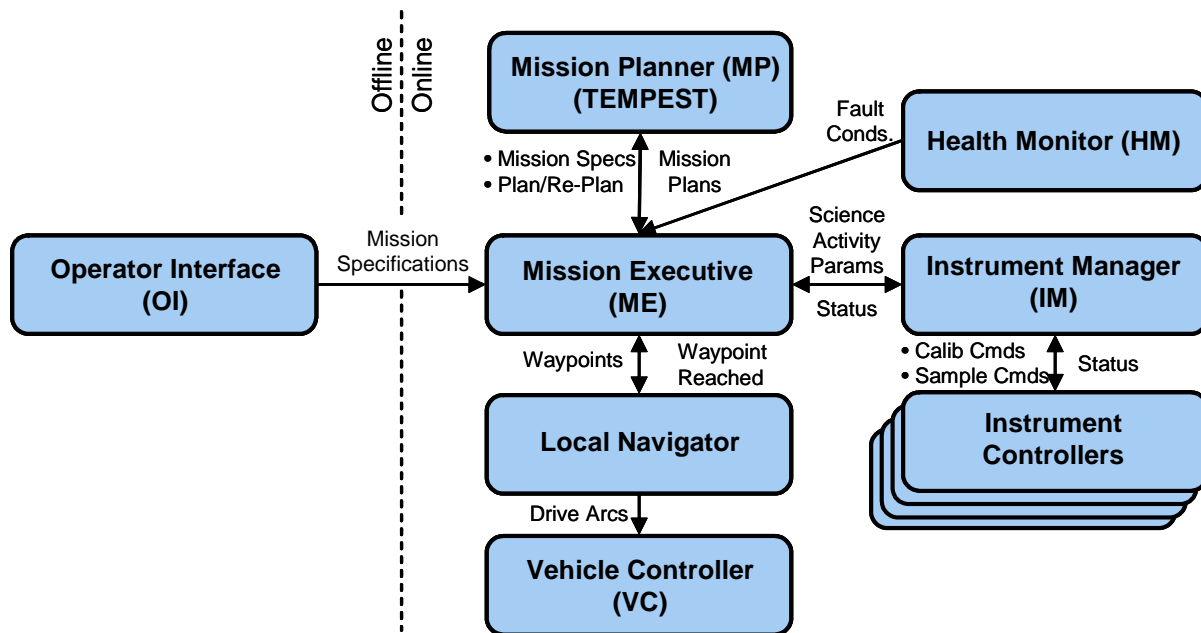 Offline
Online
Mission Planner (MP)
(TEMPEST)
Fault
Conds.
Health Monitor (HM)
• Mission Specs
• Plan/Re-Plan
Mission
Plans
Science
Activity
Params
Status
Operator Interface
(OI)
Mission
Specifications
Mission Executive
(ME)
Instrument Manager
(IM)
Waypoints
Waypoint
Reached
• Calib Cmds
• Sample Cmds
Status
Local Navigator
Instrument
Controllers
Drive Arcs
Vehicle Controller
(VC)